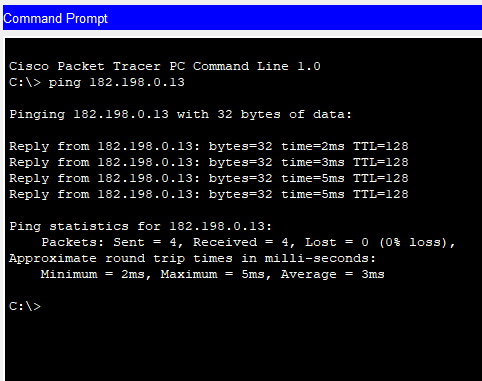 Command Prompt
Cisco Packet Tracer PC Command Line 1.0
C:\> ping 182.198.0.13
Pinging 182.198.0.13 with 32 bytes of data:
Reply from 182.198.0.13: bytes=32 time=2ms TTL=128
Reply from 182.198.0.13: bytes=32 time=3ms TTL=128
Reply from 182.198.0.13: bytes=32 time=5ms TTL=128
Reply from 182.198.0.13: bytes=32 time=5ms TTL=128
Ping statistics for 182.198.0.13:
    Packets: Sent = 4, Received = 4, Lost = 0 (0% loss),
Approximate round trip times in milli-seconds:
    Minimum = 2ms, Maximum = 5ms, Average = 3ms
C:\>